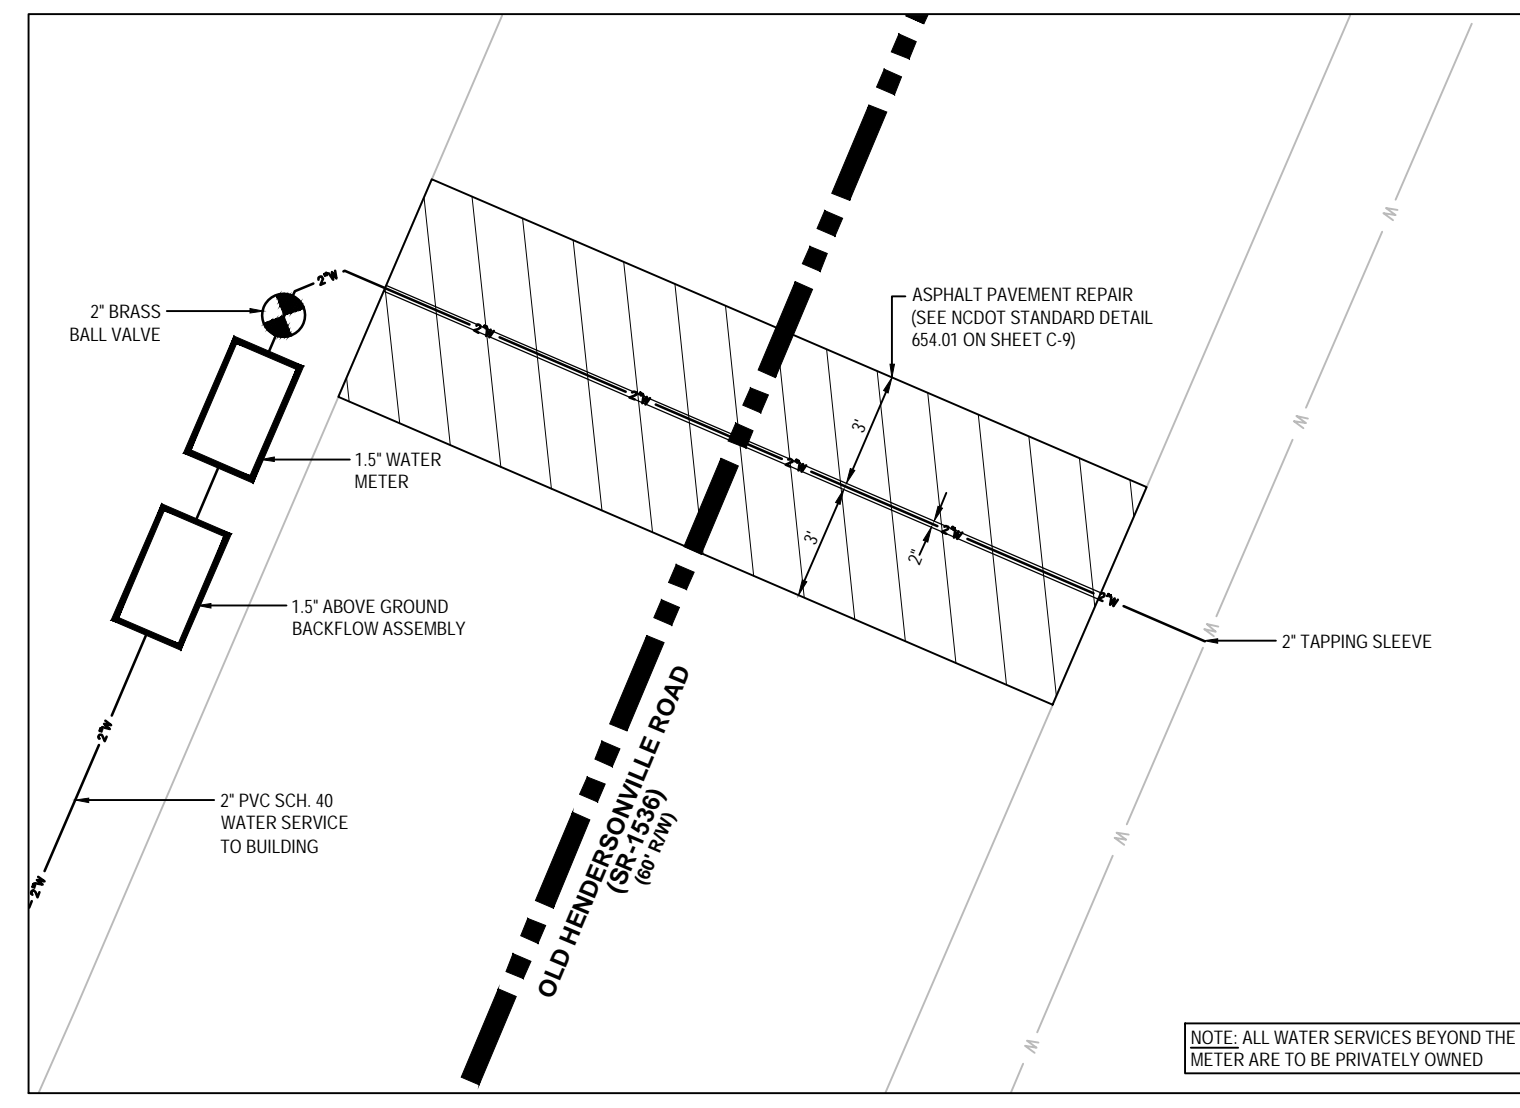 2" BRASS
BALL VALVE
2"W
ASPHALT PAVEMENT REPAIR
(SEE NCDOT STANDARD DETAIL
654.01 ON SHEET C-9)
W
W
2"W
2"W
3'
1.5" WATER
METER
2"W
3'
2"W
2"
2"W
1.5" ABOVE GROUND
BACKFLOW ASSEMBLY
W
2" TAPPING SLEEVE
2"W
2" PVC SCH. 40
WATER SERVICE
TO BUILDING
2"W
OLD HENDERSONVILLE ROAD
(SR-1536)
(60' R/W)
W
W
NOTE: ALL WATER SERVICES BEYOND THE
METER ARE TO BE PRIVATELY OWNED